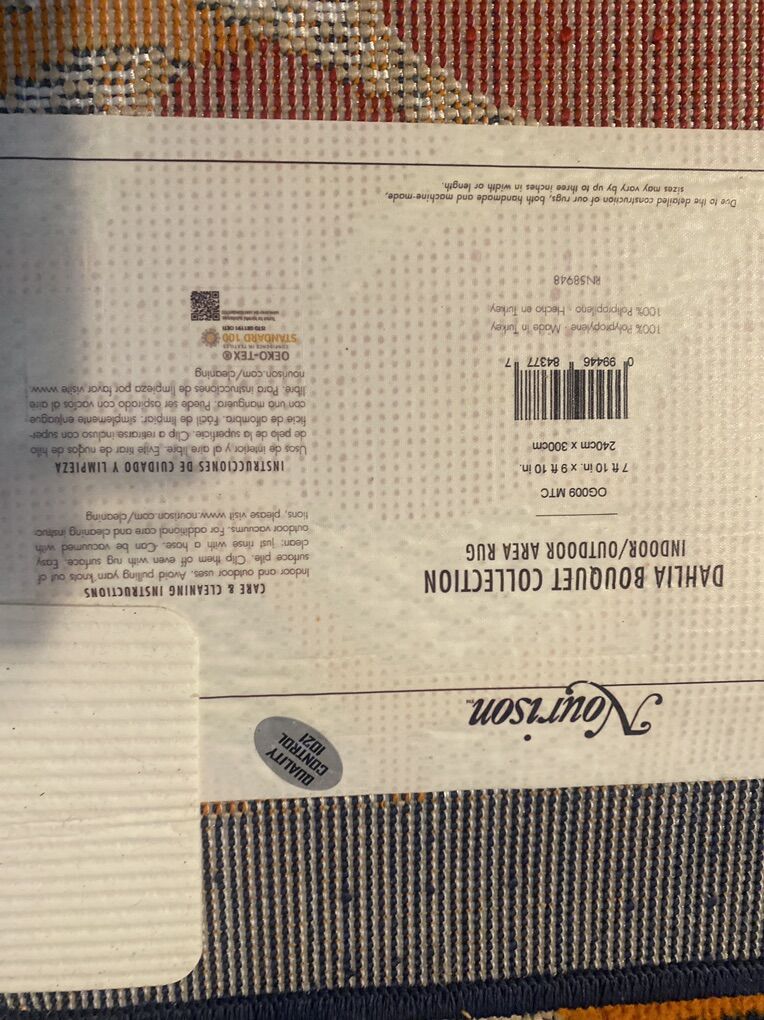 Nourison™
QUALITY
CONTROL
1021
DAHLIA BOUQUET COLLECTION
INDOOR/OUTDOOR AREA RUG
OG009 MTC
7 ft 10 in. x 9 ft 10 in.
240cm x 300cm
0 99446 84377 7
100% Polypropylene · Made in Turkey
100% Polipropileno · Hecho en Turkey
RN58948
CARE & CLEANING INSTRUCTIONS
Indoor and outdoor uses. Avoid pulling yarn knots out of
surface pile. Clip them off even with rug surface. Easy
clean; just rinse with a hose. Can be vacuumed with
outdoor vacuums. For additional care and cleaning instruc-
tions, please visit www.nourison.com/cleaning
INSTRUCCIONES DE CUIDADO Y LIMPIEZA
Usos de interior y al aire libre. Evite tirar de nudos de hilo
de pelo de la superficie. Clip a retirarse incluso con super-
ficie de alfombra. Fácil de limpiar, simplemente enjuague
con una manguera. Puede ser aspirado con vacíos al aire
libre. Para instrucciones de limpieza por favor visite www.
nourison.com/cleaning
OEKO-TEX®
CONFIDENCE IN TEXTILES
STANDARD 100
Due to the detailed construction of our rugs, both handmade and machine-made,
sizes may vary by up to three inches in width or length.